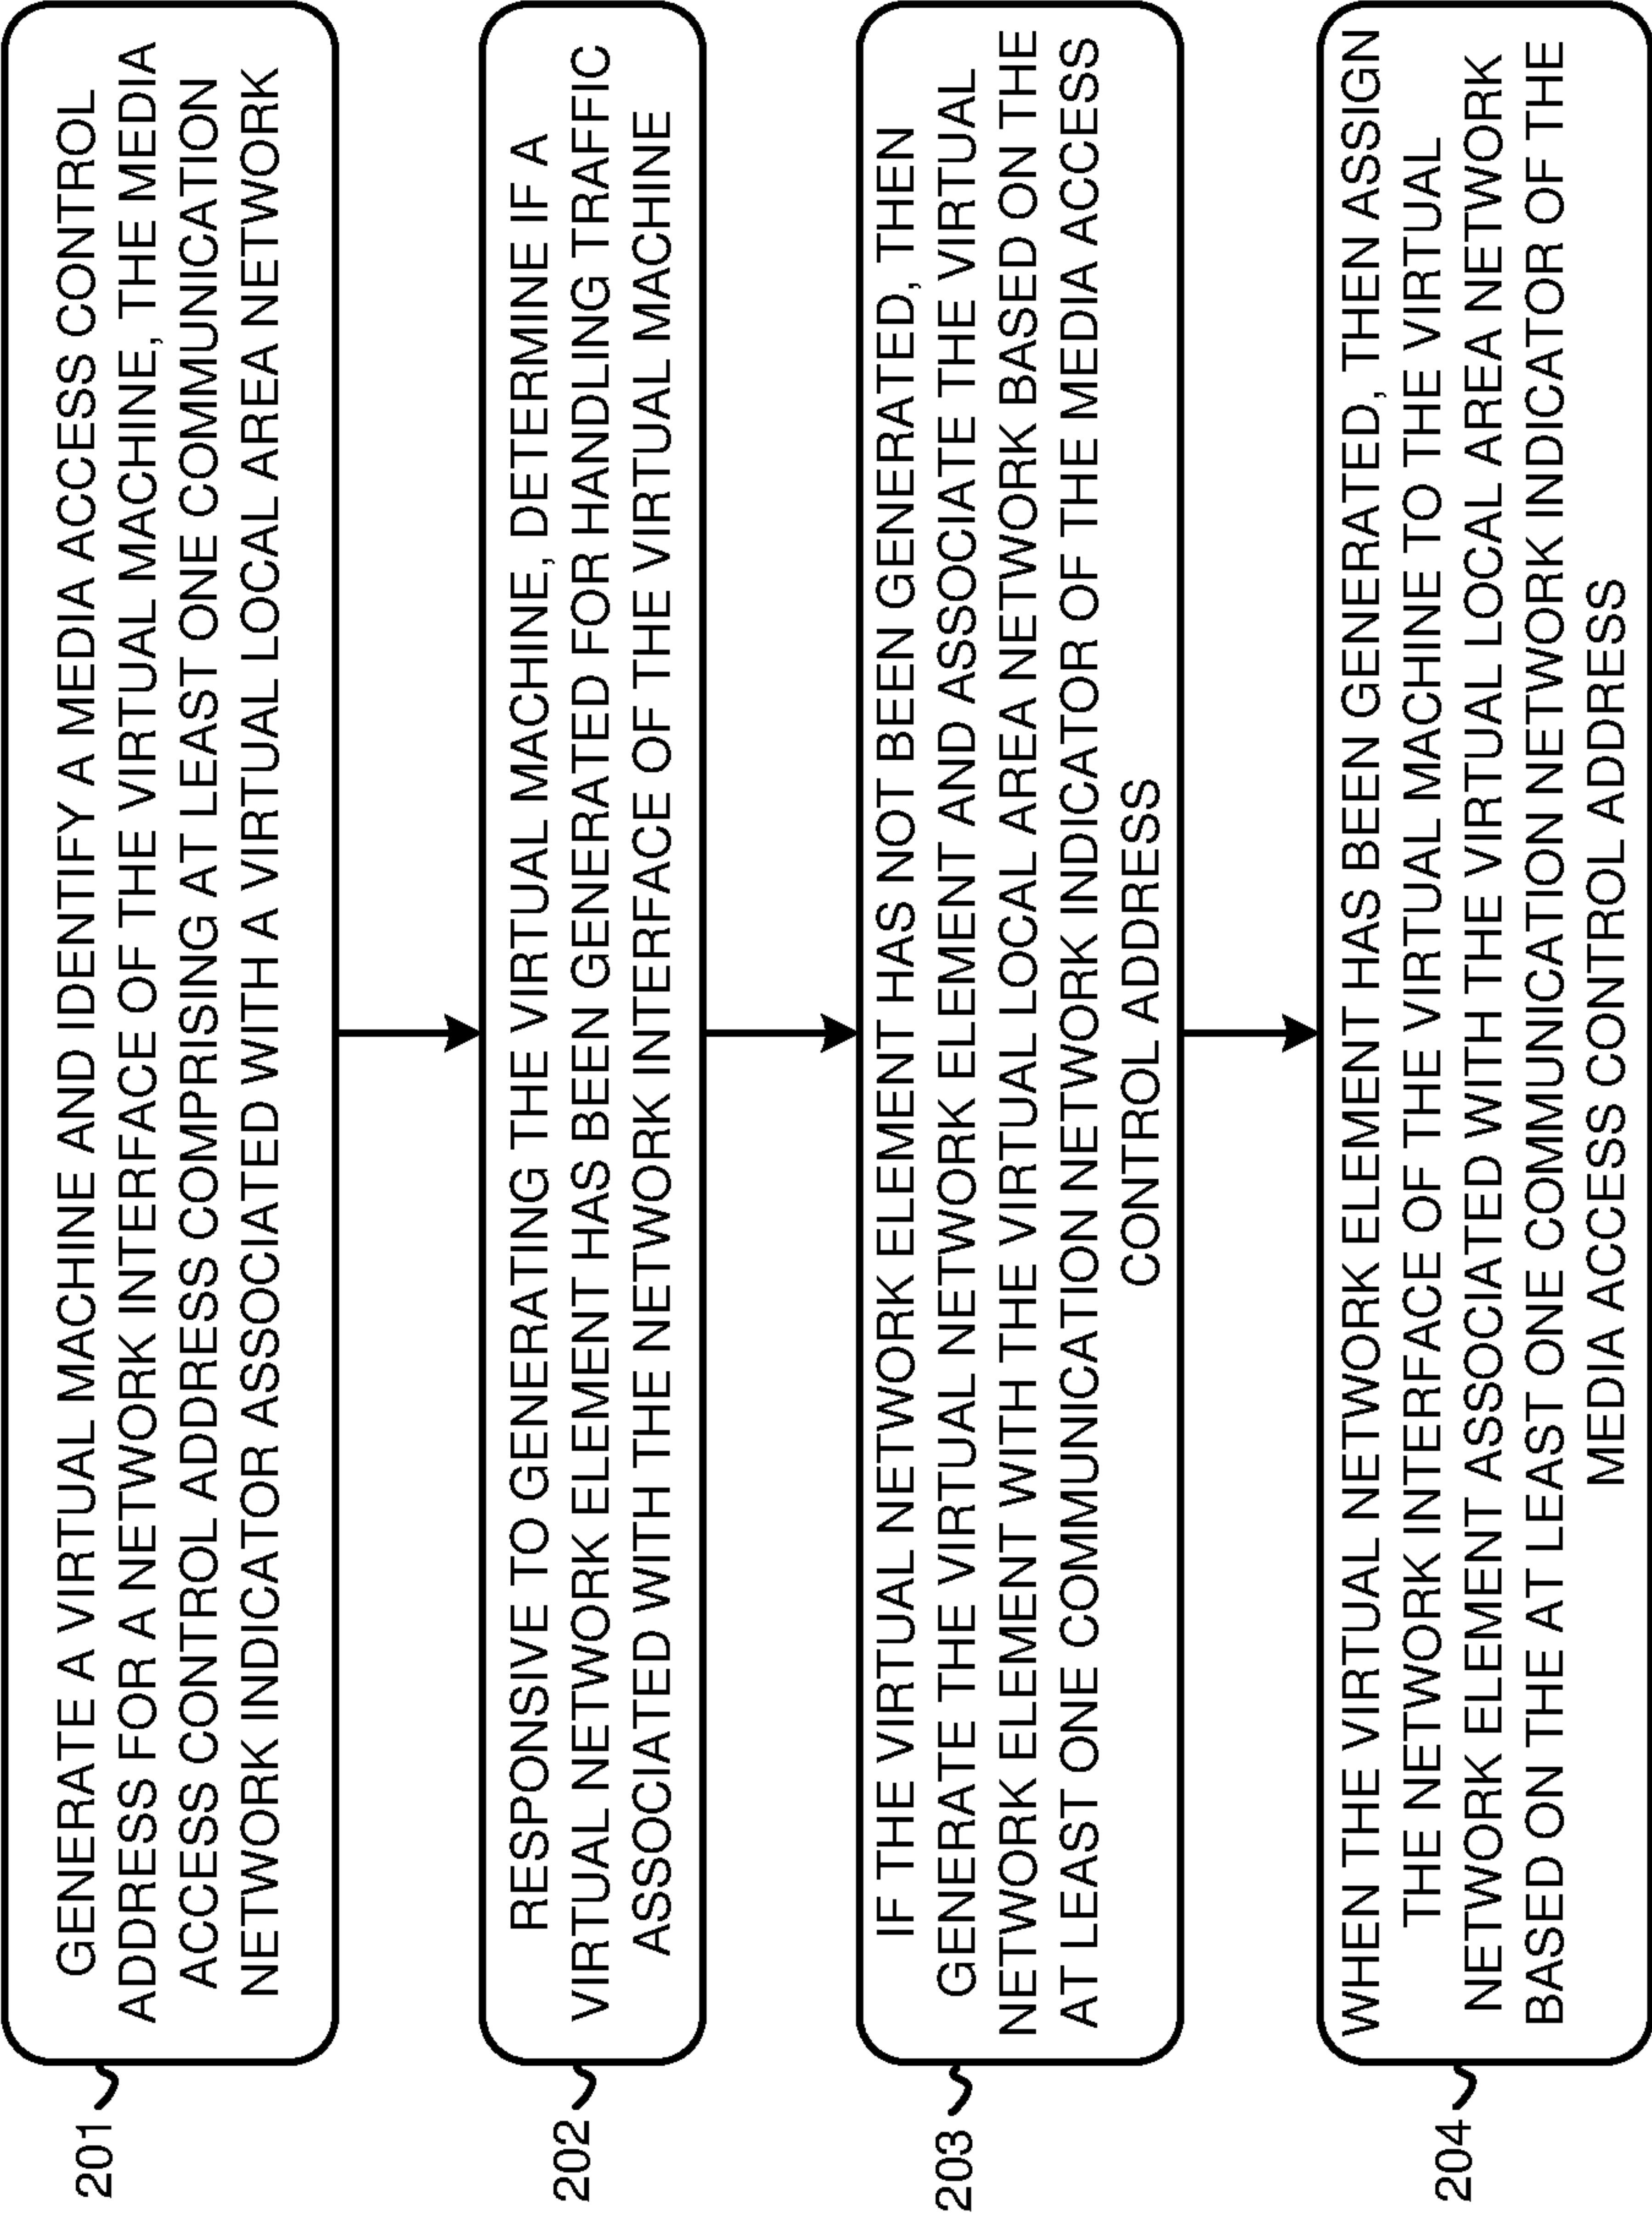 201
GENERATE A VIRTUAL MACHINE AND IDENTIFY A MEDIA ACCESS CONTROL
ADDRESS FOR A NETWORK INTERFACE OF THE VIRTUAL MACHINE, THE MEDIA
ACCESS CONTROL ADDRESS COMPRISING AT LEAST ONE COMMUNICATION
NETWORK INDICATOR ASSOCIATED WITH A VIRTUAL LOCAL AREA NETWORK
202
RESPONSIVE TO GENERATING THE VIRTUAL MACHINE, DETERMINE IF A
VIRTUAL NETWORK ELEMENT HAS BEEN GENERATED FOR HANDLING TRAFFIC
ASSOCIATED WITH THE NETWORK INTERFACE OF THE VIRTUAL MACHINE
203
IF THE VIRTUAL NETWORK ELEMENT HAS NOT BEEN GENERATED, THEN
GENERATE THE VIRTUAL NETWORK ELEMENT AND ASSOCIATE THE VIRTUAL
NETWORK ELEMENT WITH THE VIRTUAL LOCAL AREA NETWORK BASED ON THE
AT LEAST ONE COMMUNICATION NETWORK INDICATOR OF THE MEDIA ACCESS
CONTROL ADDRESS
204
WHEN THE VIRTUAL NETWORK ELEMENT HAS BEEN GENERATED, THEN ASSIGN
THE NETWORK INTERFACE OF THE VIRTUAL MACHINE TO THE VIRTUAL
NETWORK ELEMENT ASSOCIATED WITH THE VIRTUAL LOCAL AREA NETWORK
BASED ON THE AT LEAST ONE COMMUNICATION NETWORK INDICATOR OF THE
MEDIA ACCESS CONTROL ADDRESS